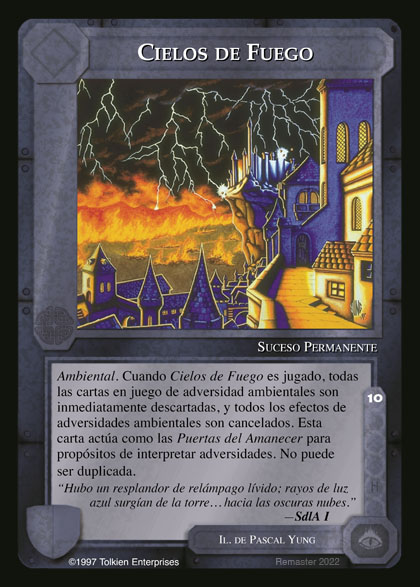 Cielos de Fuego
Suceso Permanente
Ambiental. Cuando Cielos de Fuego es jugado, todas
las cartas en juego de adversidad ambientales son
inmediatamente descartadas, y todos los efectos de
adversidades ambientales son cancelados. Esta
carta actúa como las Puertas del Amanecer para
propósitos de interpretar adversidades. No puede
ser duplicada.
“Hubo un resplandor de relámpago lívido; rayos de luz
azul surgían de la torre…hacia las oscuras nubes.”
—SdlA I
10
H
Il. de Pascal Yung
©1997 Tolkien Enterprises
Remaster 2022